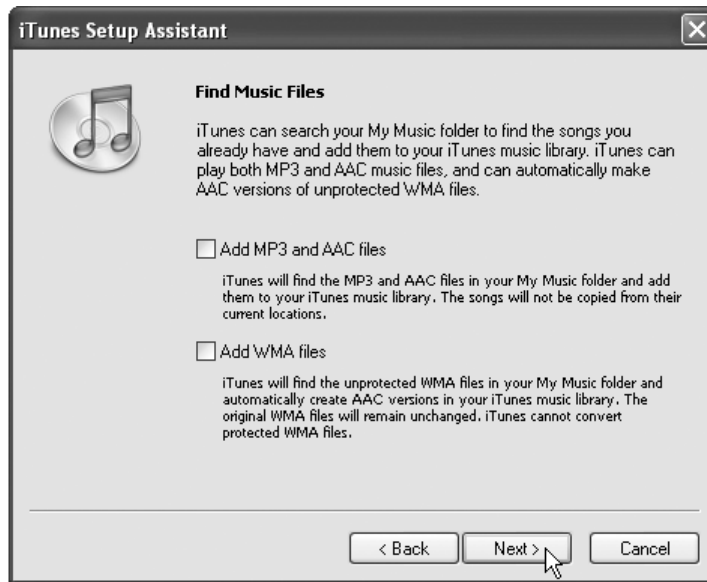 iTunes Setup Assistant
Find Music Files
iTunes can search your My Music folder to find the songs you
already have and add them to your iTunes music library. iTunes can
play both MP3 and AAC music files, and can automatically make
AAC versions of unprotected WMA files.
Add MP3 and AAC files
iTunes will find the MP3 and AAC files in your My Music folder and add
them to your iTunes music library. The songs will not be copied from their
current locations.
Add WMA files
iTunes will find the unprotected WMA files in your My Music folder and
automatically create AAC versions in your iTunes music library. The
original WMA files will remain unchanged. iTunes cannot convert
protected WMA files.
< Back Next > Cancel